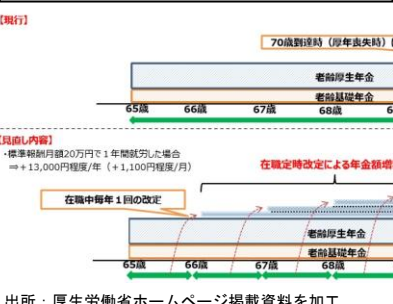 【現行】
70歳到達時（厚年喪失時）
老齢厚生年金
老齢基礎年金
65歳 66歳 67歳 68歳
【見直し内容】
・標準報酬月額20万円で１年間就労した場合
⇒＋13,000円程度/年（＋1,100円程度/月）
在職定時改定による年金額増
在職中毎年１回の改定
老齢厚生年金
老齢基礎年金
65歳 66歳 67歳 68歳
出所：厚生労働省ホームページ掲載資料を加工